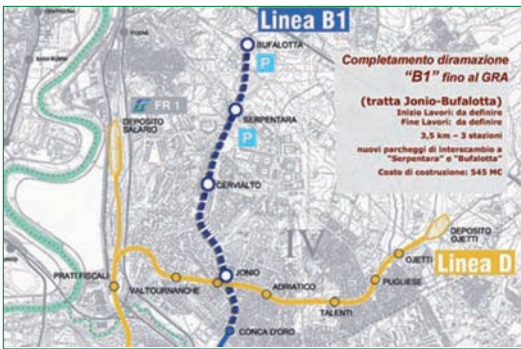 Linea B1
BUFALOTTA
P
Completamento diramazione
"B1" fino al GRA
(tratta Jonio-Bufalotta)
Inizio Lavori: da definire
Fine Lavori: da definire
3,5 km – 3 stazioni
nuovi parcheggi di interscambio a
"Serpentara" e "Bufalotta"
Costo di costruzione: 545 M€
FR 1
DEPOSITO
SALARIO
SERPENTARA
P
CERVIALTO
IV
DEPOSITO
OJETTI
OJETTI
Linea D
PRATI FISCALI
VALTOURNANCHE
JONIO
ADRIATICO
PUGLIESE
TALENTI
CONCA D'ORO